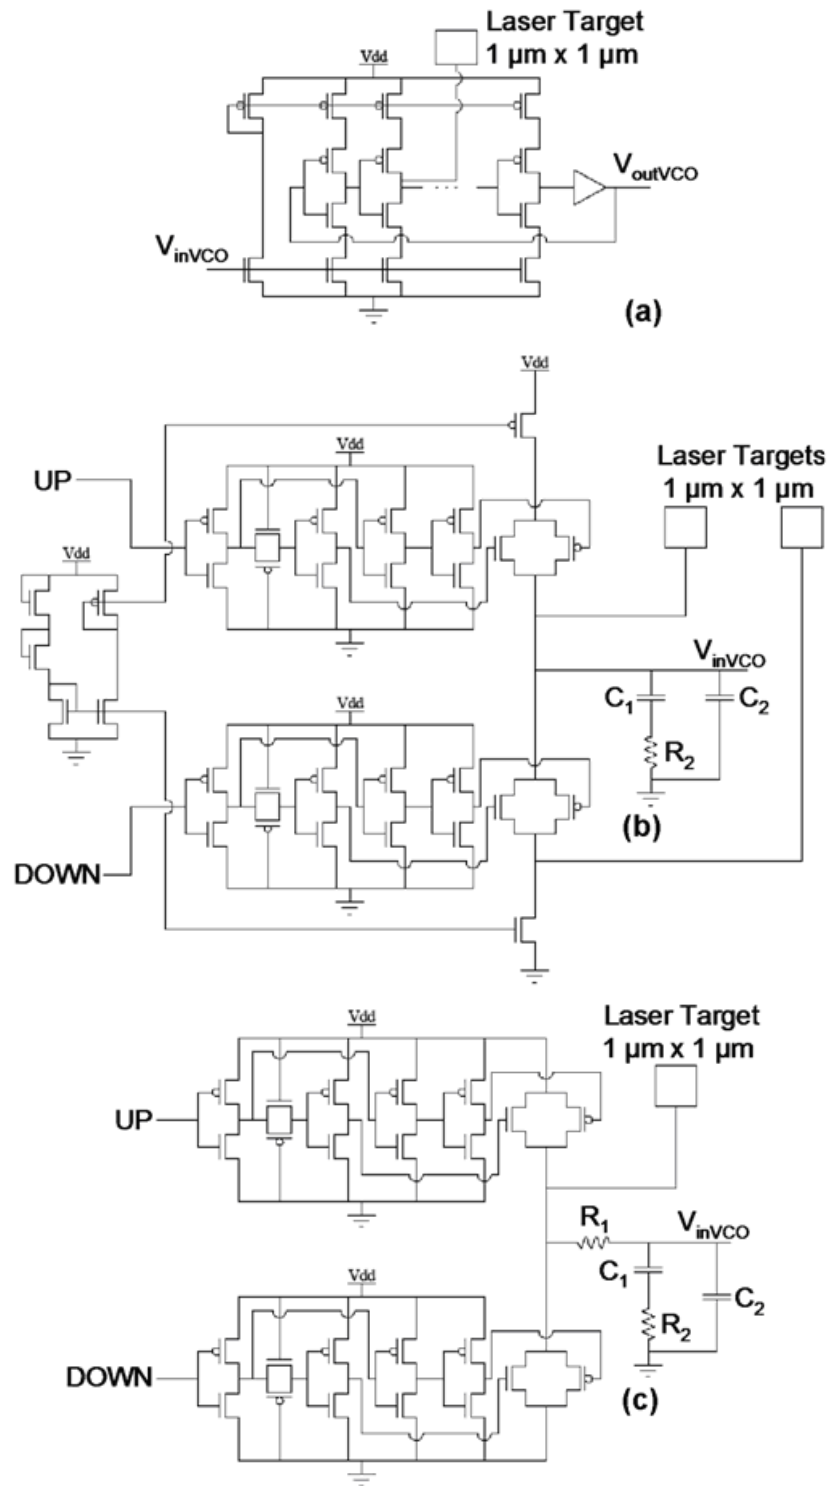 Laser Target
1 µm x 1 µm
Vdd
VoutVCO
VinVCO
(a)
Vdd
Vdd
UP
Laser Targets
1 µm x 1 µm
Vdd
VinVCO
C1
C2
R2
Vdd
(b)
DOWN
Vdd
Laser Target
1 µm x 1 µm
UP
R1
VinVCO
C1
C2
R2
Vdd
DOWN
(c)